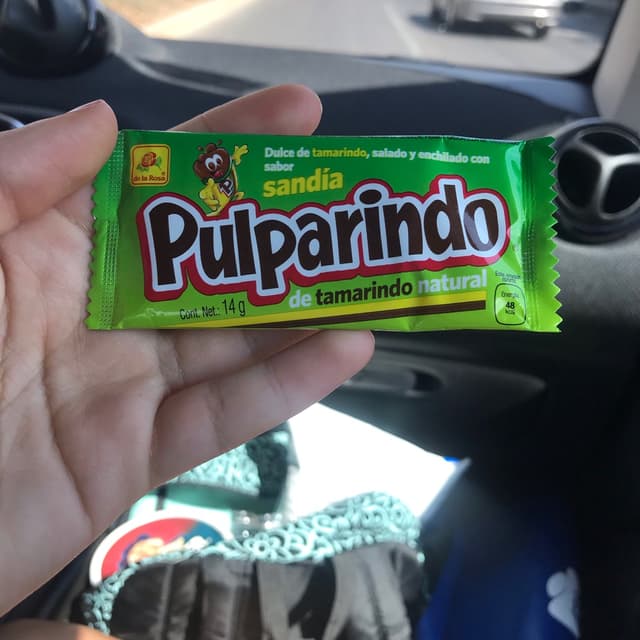 de la Rosa
Dulce de tamarindo, salado y enchilado con
sabor
sandía
Pulparindo
de tamarindo natural
Cont. Net.: 14 g
Energía
48
kcal